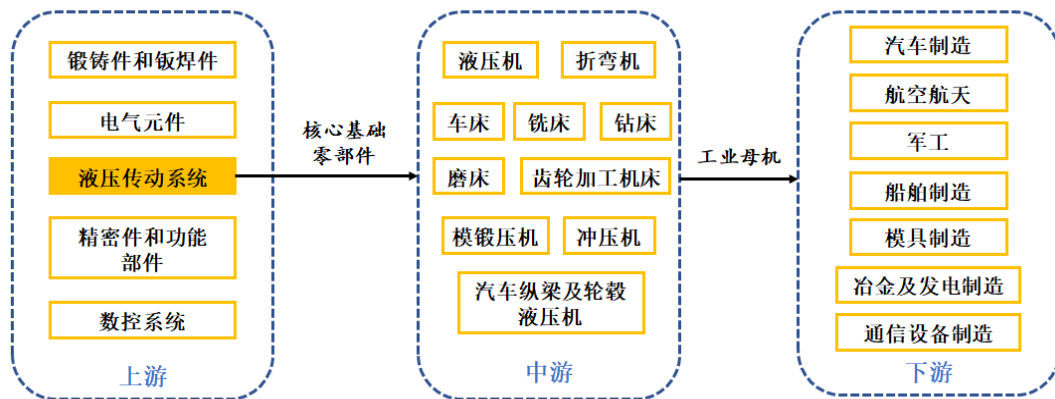 锻铸件和钣焊件
电气元件
液压传动系统
精密件和功能
部件
数控系统
上游
核心基础
零部件
液压机
折弯机
车床
铣床
钻床
磨床
齿轮加工机床
模锻压机
冲压机
汽车纵梁及轮毂
液压机
中游
工业母机
汽车制造
航空航天
军工
船舶制造
模具制造
冶金及发电制造
通信设备制造
下游